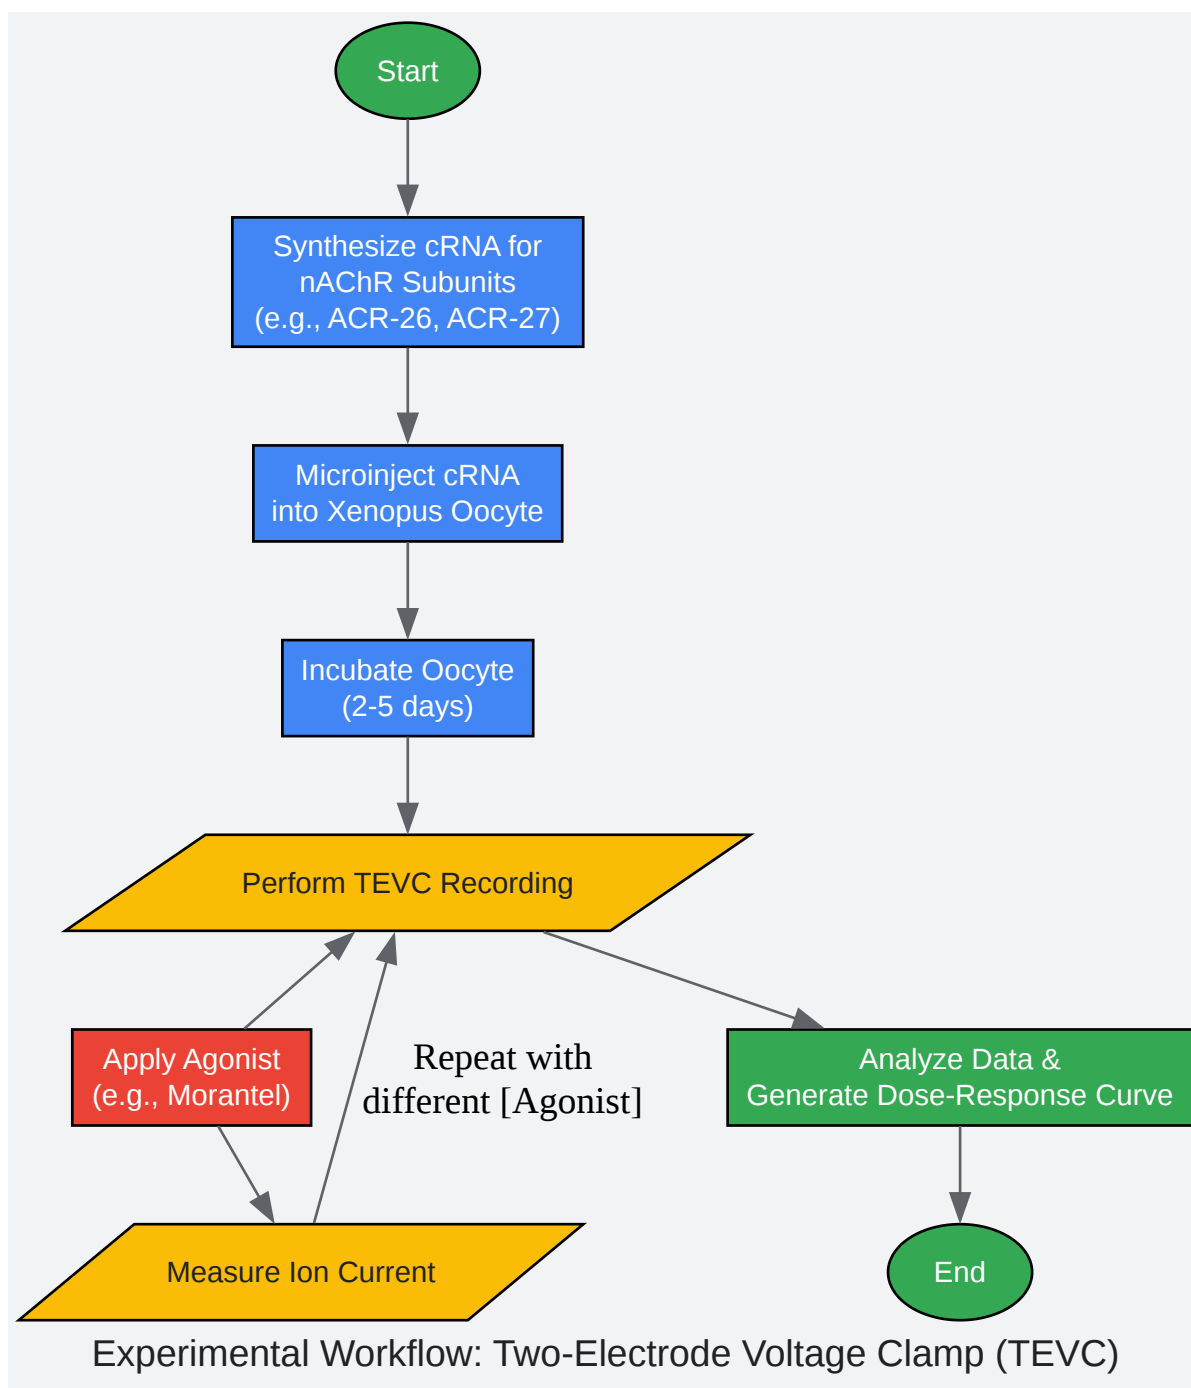 Start
Synthesize cRNA for
nAChR Subunits
(e.g., ACR-26, ACR-27)
Microinject cRNA
into Xenopus Oocyte
Incubate Oocyte
(2-5 days)
Perform TEVC Recording
Apply Agonist
(e.g., Morantel)
Repeat with
different [Agonist]
Analyze Data &
Generate Dose-Response Curve
Measure Ion Current
End
Experimental Workflow: Two-Electrode Voltage Clamp (TEVC)